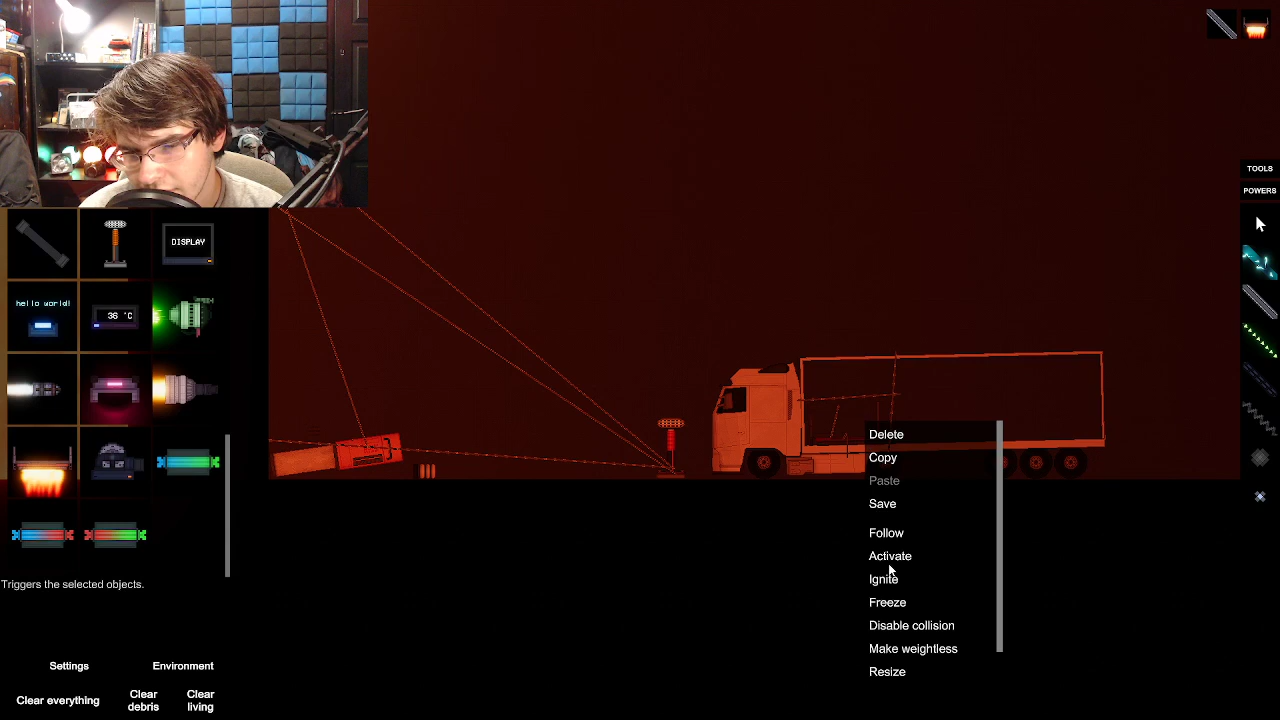 TOOLS
POWERS
DISPLAY
hello world!
36 °C
Delete
Copy
Paste
Save
Follow
Activate
Ignite
Freeze
Disable collision
Make weightless
Resize
Triggers the selected objects.
Settings
Environment
Clear everything
Clear
debris
Clear
living